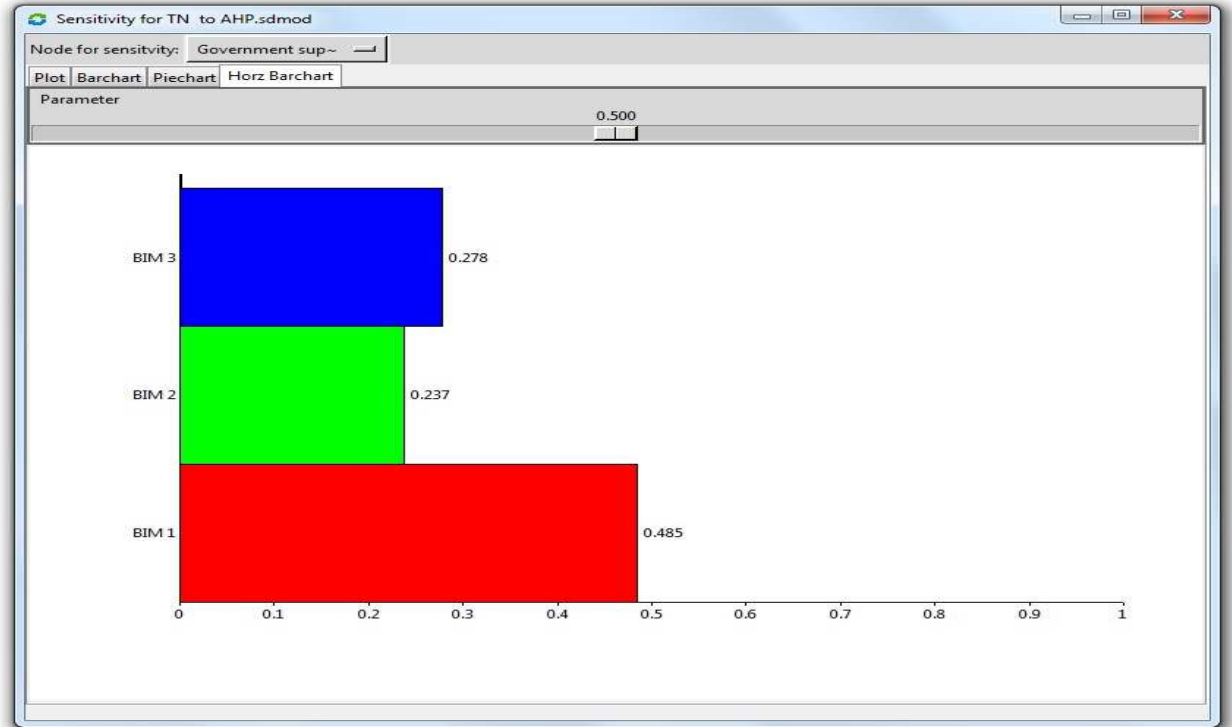 Sensitivity for TN to AHP.sdmod
Node for sensitvity: Government sup~
Plot Barchart Piechart Horz Barchart
Parameter
0.500
BIM 3 0.278
BIM 2 0.237
BIM 1 0.485
0 0.1 0.2 0.3 0.4 0.5 0.6 0.7 0.8 0.9 1